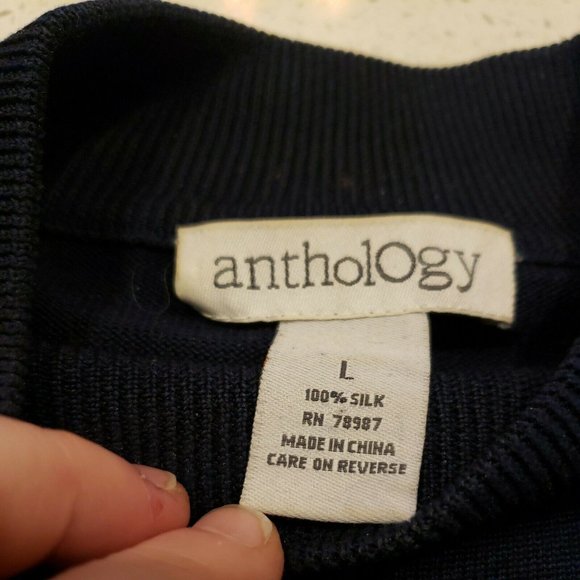 anthology
L
100% SILK
RN 78987
MADE IN CHINA
CARE ON REVERSE